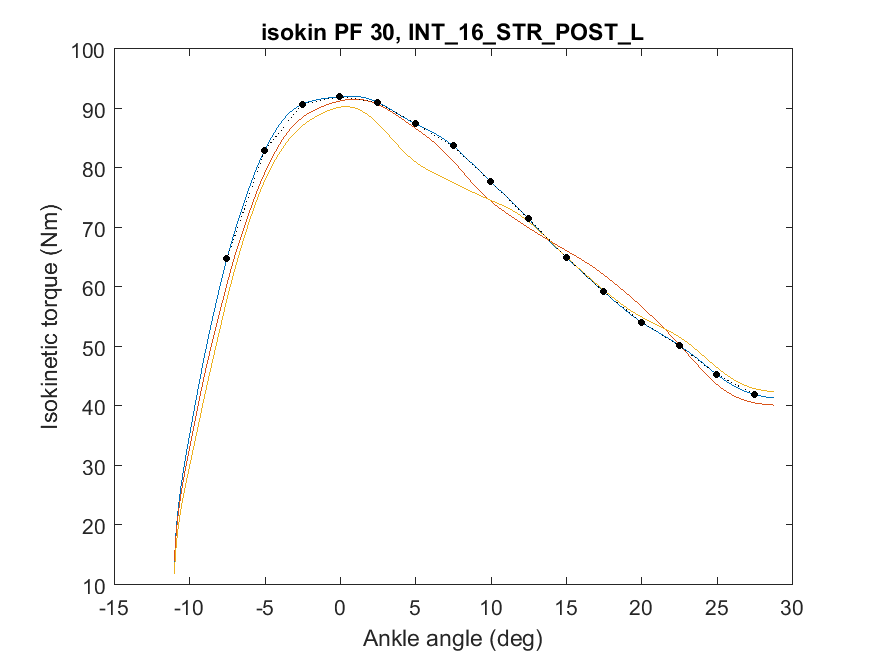 isokin PF 30, INT_16_STR_POST_L
100
90
80
70
60
50
40
30
20
10
Isokinetic torque (Nm)
-15 -10 -5 0 5 10 15 20 25 30
Ankle angle (deg)